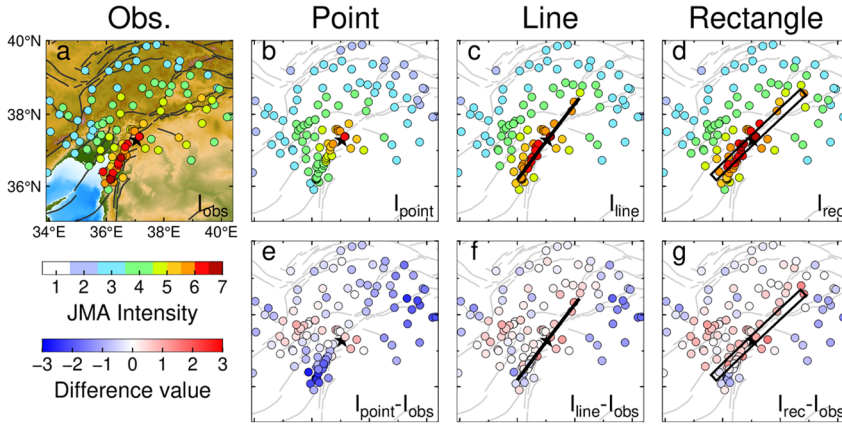 Obs. Point Line Rectangle
40°N a b c d
38°N
36°N
I_obs I_point I_line I_rec
34°E 36°E 38°E 40°E
e f g
1 2 3 4 5 6 7
JMA Intensity
−3 −2 −1 0 1 2 3
Difference value
I_point-I_obs I_line-I_obs I_rec-I_obs